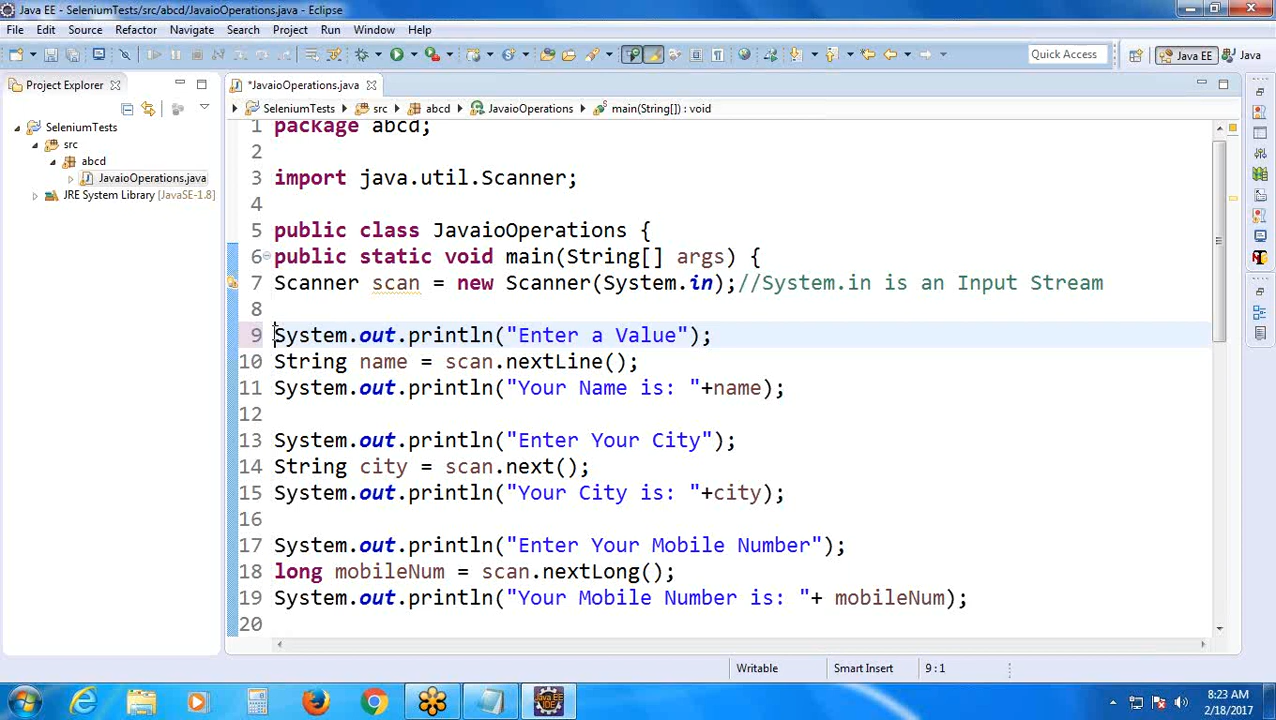 Java EE - SeleniumTests/src/abcd/JavaioOperations.java - Eclipse
File Edit Source Refactor Navigate Search Project Run Window Help
Quick Access Java EE Java
Project Explorer
*JavaioOperations.java
SeleniumTests src abcd JavaioOperations main(String[]) : void
SeleniumTests
src
abcd
JavaioOperations.java
JRE System Library [JavaSE-1.8]
1 package abcd;
2
3 import java.util.Scanner;
4
5 public class JavaioOperations {
6 public static void main(String[] args) {
7 Scanner scan = new Scanner(System.in);//System.in is an Input Stream
8
9 System.out.println("Enter a Value");
10 String name = scan.nextLine();
11 System.out.println("Your Name is: "+name);
12
13 System.out.println("Enter Your City");
14 String city = scan.next();
15 System.out.println("Your City is: "+city);
16
17 System.out.println("Enter Your Mobile Number");
18 long mobileNum = scan.nextLong();
19 System.out.println("Your Mobile Number is: "+ mobileNum);
20
Writable Smart Insert 9 : 1
8:23 AM
2/18/2017